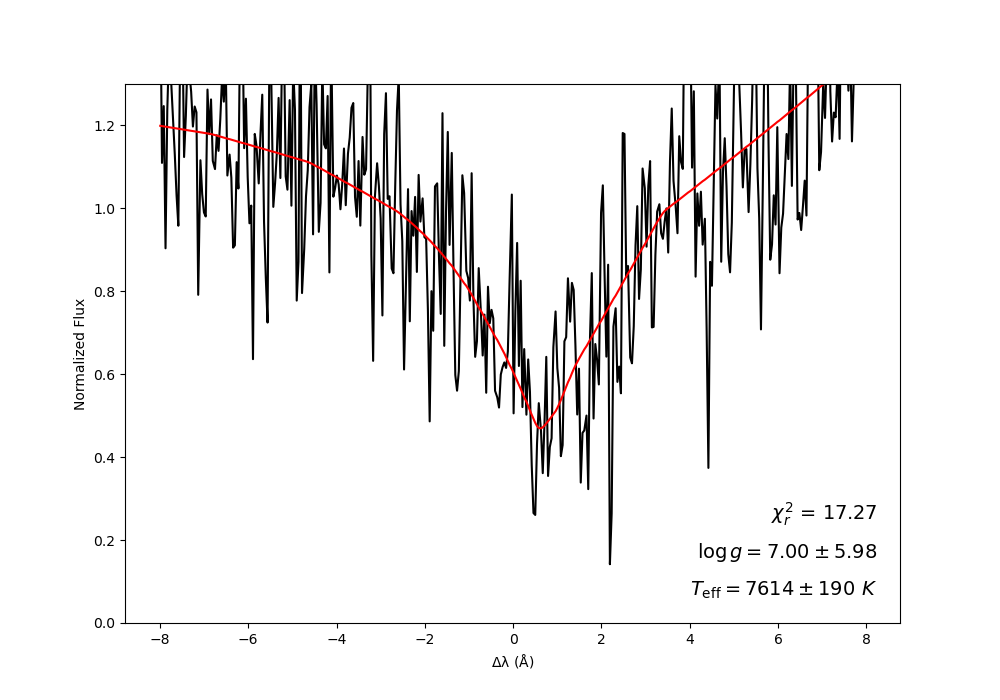 1.2
1.0
0.8
0.6
0.4
0.2
0.0
Normalized Flux
χ²ᵣ = 17.27
log g = 7.00 ± 5.98
T_eff = 7614 ± 190 K
−8 −6 −4 −2 0 2 4 6 8
Δλ (Å)